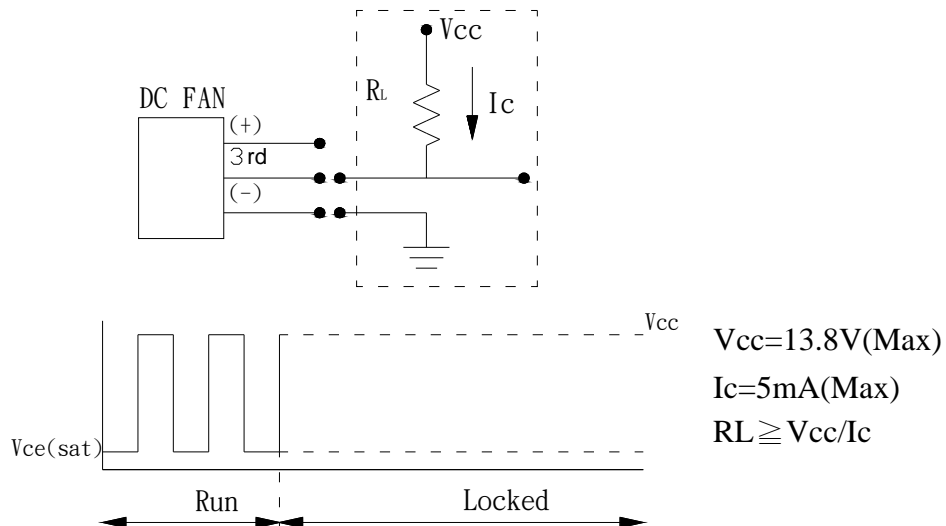 Vcc
RL
Ic
DC FAN
(+)
3rd
(-)
Vcc
Vce(sat)
Run
Locked
Vcc=13.8V(Max)
Ic=5mA(Max)
RL≧Vcc/Ic